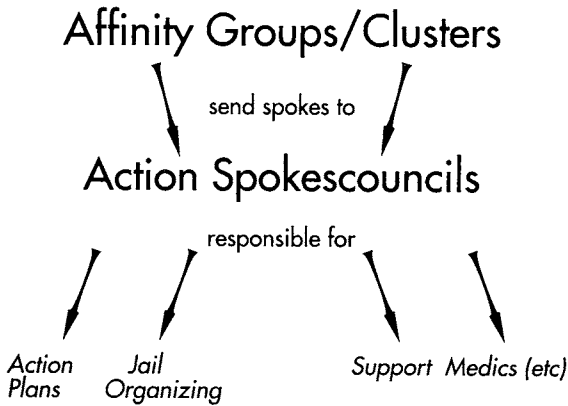 Affinity Groups/Clusters
send spokes to
Action Spokescouncils
responsible for
Action
Plans
Jail
Organizing
Support
Medics (etc)